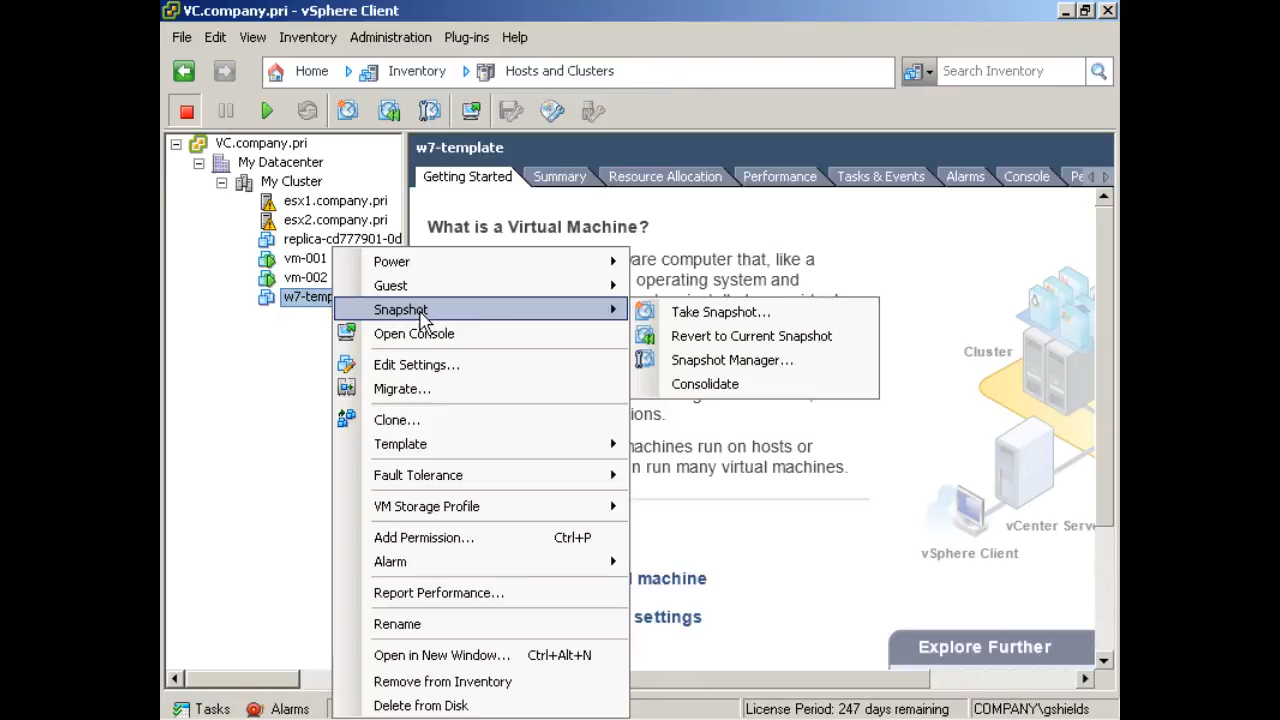 VC.company.pri - vSphere Client
File Edit View Inventory Administration Plug-ins Help
Home Inventory Hosts and Clusters Search Inventory
VC.company.pri
My Datacenter
My Cluster
esx1.company.pri
esx2.company.pri
replica-cd777901-0d
vm-001
vm-002
w7-temp
w7-template
Getting Started Summary Resource Allocation Performance Tasks & Events Alarms Console Pe
What is a Virtual Machine?
are computer that, like a
operating system and
ions.
machines run on hosts or
n run many virtual machines.
machine
settings
Power
Guest
Snapshot
Open Console
Edit Settings...
Migrate...
Clone...
Template
Fault Tolerance
VM Storage Profile
Add Permission... Ctrl+P
Alarm
Report Performance...
Rename
Open in New Window... Ctrl+Alt+N
Remove from Inventory
Delete from Disk
Take Snapshot...
Revert to Current Snapshot
Snapshot Manager...
Consolidate
Cluster
vCenter Serve
vSphere Client
Explore Further
Tasks Alarms License Period: 247 days remaining COMPANY\gshields